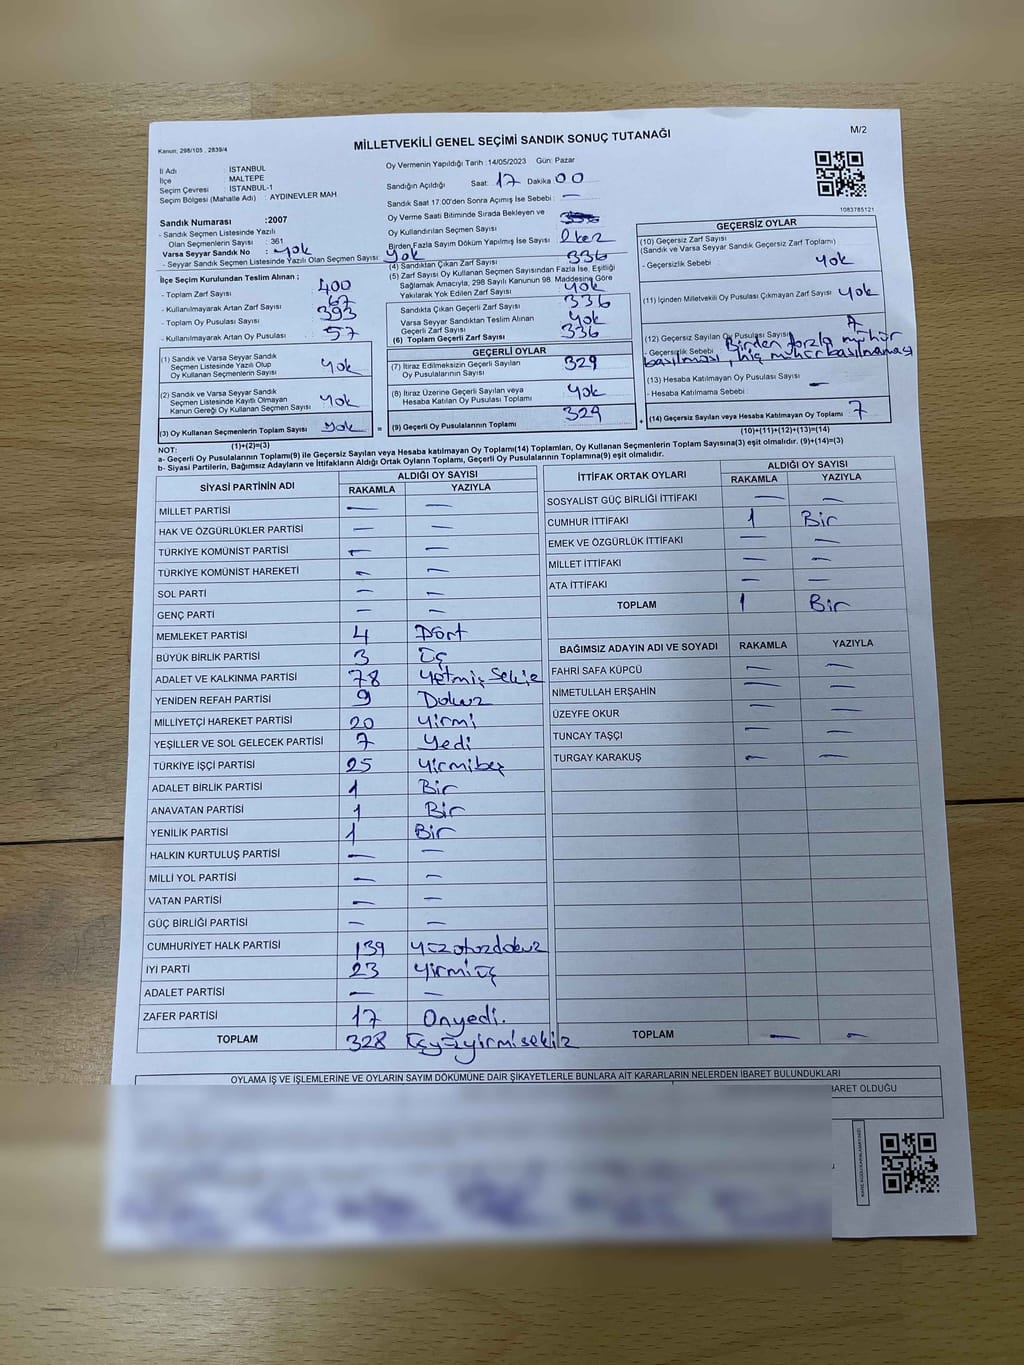 MİLLETVEKİLİ GENEL SEÇİMİ SANDIK SONUÇ TUTANAĞI
M/2
Kanun: 298/105 , 2839/4
İl Adı : İSTANBUL
İlçe MALTEPE
Seçim Çevresi : İSTANBUL-1
Seçim Bölgesi (Mahalle Adı) : AYDINEVLER MAH
Sandık Numarası :2007
- Sandık Seçmen Listesinde Yazılı
Olan Seçmenlerin Sayısı : 361
Varsa Seyyar Sandık No : Yok
- Seyyar Sandık Seçmen Listesinde Yazılı Olan Seçmen Sayısı : Yok
Oy Vermenin Yapıldığı Tarih :14/05/2023 Gün: Pazar
Sandığın Açıldığı Saat: 17 Dakika 00
Sandık Saat 17.00'den Sonra Açılmış İse Sebebi : —
Oy Verme Saati Bitiminde Sırada Bekleyen ve
Oy Kullandırılan Seçmen Sayısı
Birden Fazla Sayım Döküm Yapılmış İse Sayısı 2 kez
(4) Sandıktan Çıkan Zarf Sayısı 336
(5) Zarf Sayısı Oy Kullanan Seçmen Sayısından Fazla İse, Eşitliği
Sağlamak Amacıyla, 298 Sayılı Kanunun 98. Maddesine Göre
Yakılarak Yok Edilen Zarf Sayısı Yok
Sandıkta Çıkan Geçerli Zarf Sayısı 336
Varsa Seyyar Sandıktan Teslim Alınan
Geçerli Zarf Sayısı Yok
(6) Toplam Geçerli Zarf Sayısı 336
1083785121
İlçe Seçim Kurulundan Teslim Alınan ;
- Toplam Zarf Sayısı 400
- Kullanılmayarak Artan Zarf Sayısı 67
- Toplam Oy Pusulası Sayısı 393
- Kullanılmayarak Artan Oy Pusulası 57
(1) Sandık ve Varsa Seyyar Sandık
Seçmen Listesinde Yazılı Olup
Oy Kullanan Seçmenlerin Sayısı Yok
(2) Sandık ve Varsa Seyyar Sandık
Seçmen Listesinde Kayıtlı Olmayan
Kanun Gereği Oy Kullanan Seçmen Sayısı Yok
(3) Oy Kullanan Seçmenlerin Toplam Sayısı Yok
(1)+(2)=(3)
GEÇERLİ OYLAR
(7) İtiraz Edilmeksizin Geçerli Sayılan
Oy Pusulalarının Sayısı 329
(8) İtiraz Üzerine Geçerli Sayılan veya
Hesaba Katılan Oy Pusulası Toplamı Yok
= (9) Geçerli Oy Pusulalarının Toplamı 329
GEÇERSİZ OYLAR
(10) Geçersiz Zarf Sayısı
(Sandık ve Varsa Seyyar Sandık Geçersiz Zarf Toplamı)
- Geçersizlik Sebebi : Yok
(11) İçinden Milletvekili Oy Pusulası Çıkmayan Zarf Sayısı Yok
(12) Geçersiz Sayılan Oy Pusulası Sayısı 7
- Geçersizlik Sebebi Birden fazla mühür
basılması, hiç mühür basılmaması
(13) Hesaba Katılmayan Oy Pusulası Sayısı
- Hesaba Katılmama Sebebi : —
+ (14) Geçersiz Sayılan veya Hesaba Katılmayan Oy Toplamı 7
(10)+(11)+(12)+(13)=(14)
NOT:
a- Geçerli Oy Pusulalarının Toplamı(9) ile Geçersiz Sayılan veya Hesaba katılmayan Oy Toplamı(14) Toplamları, Oy Kullanan Seçmenlerin Toplam Sayısına(3) eşit olmalıdır. (9)+(14)=(3)
b- Siyasi Partilerin, Bağımsız Adayların ve İttifakların Aldığı Ortak Oyların Toplamı, Geçerli Oy Pusulalarının Toplamına(9) eşit olmalıdır.
SİYASİ PARTİNİN ADI ALDIĞI OY SAYISI
RAKAMLA YAZIYLA
MİLLET PARTİSİ — —
HAK VE ÖZGÜRLÜKLER PARTİSİ — —
TÜRKİYE KOMÜNİST PARTİSİ — —
TÜRKİYE KOMÜNİST HAREKETİ — —
SOL PARTİ — —
GENÇ PARTİ — —
MEMLEKET PARTİSİ 4 Dört
BÜYÜK BİRLİK PARTİSİ 3 Üç
ADALET VE KALKINMA PARTİSİ 78 Yetmiş Sekiz
YENİDEN REFAH PARTİSİ 9 Dokuz
MİLLİYETÇİ HAREKET PARTİSİ 20 Yirmi
YEŞİLLER VE SOL GELECEK PARTİSİ 7 Yedi
TÜRKİYE İŞÇİ PARTİSİ 25 Yirmibeş
ADALET BİRLİK PARTİSİ 1 Bir
ANAVATAN PARTİSİ 1 Bir
YENİLİK PARTİSİ 1 Bir
HALKIN KURTULUŞ PARTİSİ — —
MİLLİ YOL PARTİSİ — —
VATAN PARTİSİ — —
GÜÇ BİRLİĞİ PARTİSİ — —
CUMHURİYET HALK PARTİSİ 139 Yüzotuzdokuz
İYİ PARTİ 23 Yirmi üç
ADALET PARTİSİ — —
ZAFER PARTİSİ 17 Onyedi.
TOPLAM 328 Üçyüzyirmisekiz
İTTİFAK ORTAK OYLARI ALDIĞI OY SAYISI
RAKAMLA YAZIYLA
SOSYALİST GÜÇ BİRLİĞİ İTTİFAKI — —
CUMHUR İTTİFAKI 1 Bir
EMEK VE ÖZGÜRLÜK İTTİFAKI — —
MİLLET İTTİFAKI — —
ATA İTTİFAKI — —
TOPLAM 1 Bir
BAĞIMSIZ ADAYIN ADI VE SOYADI RAKAMLA YAZIYLA
FAHRİ SAFA KÜPCÜ — —
NİMETULLAH ERŞAHİN — —
ÜZEYFE OKUR — —
TUNCAY TAŞÇI — —
TURGAY KARAKUŞ — —
TOPLAM — —
OYLAMA İŞ VE İŞLEMLERİNE VE OYLARIN SAYIM DÖKÜMÜNE DAİR ŞİKAYETLERLE BUNLARA AİT KARARLARIN NELERDEN İBARET BULUNDUKLARI
BARET OLDUĞU